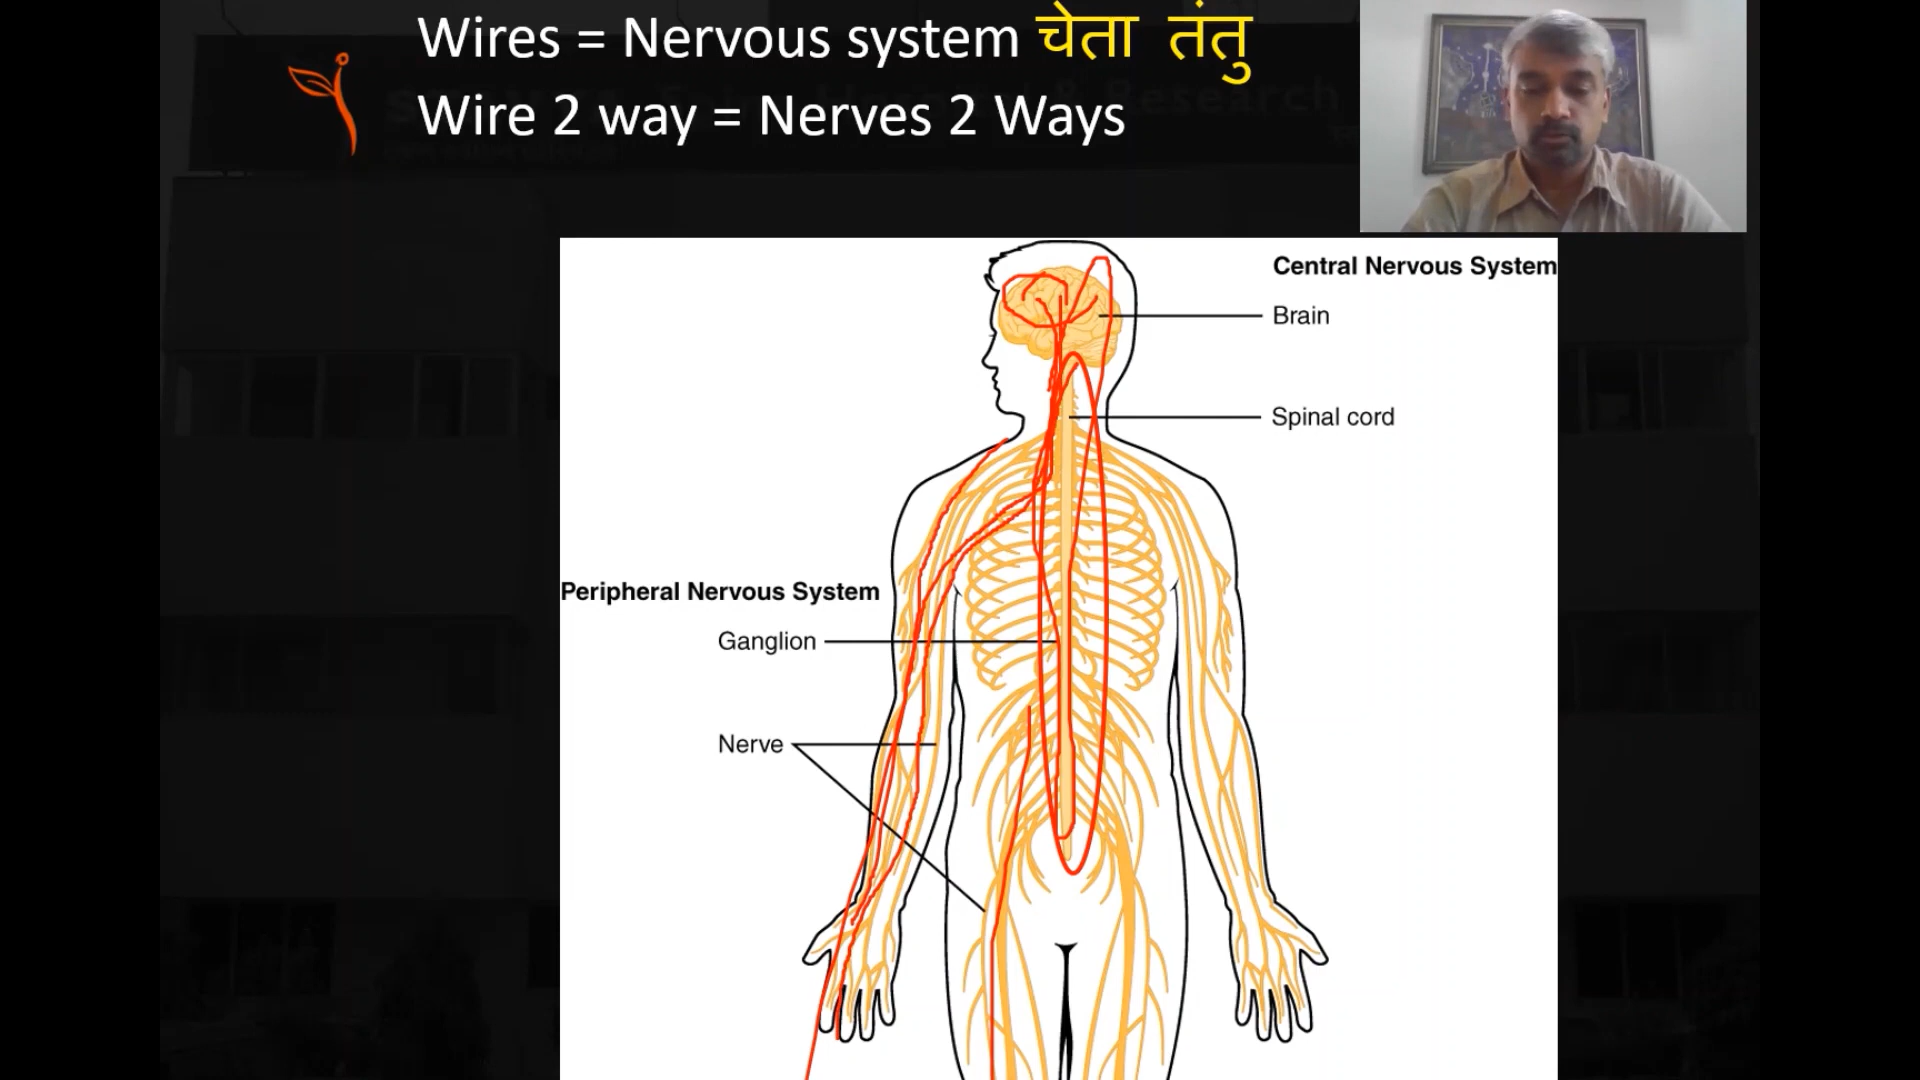 Wires = Nervous system चेता तंतु
Wire 2 way = Nerves 2 Ways
& Research
Central Nervous System
Brain
Spinal cord
Peripheral Nervous System
Ganglion
Nerve